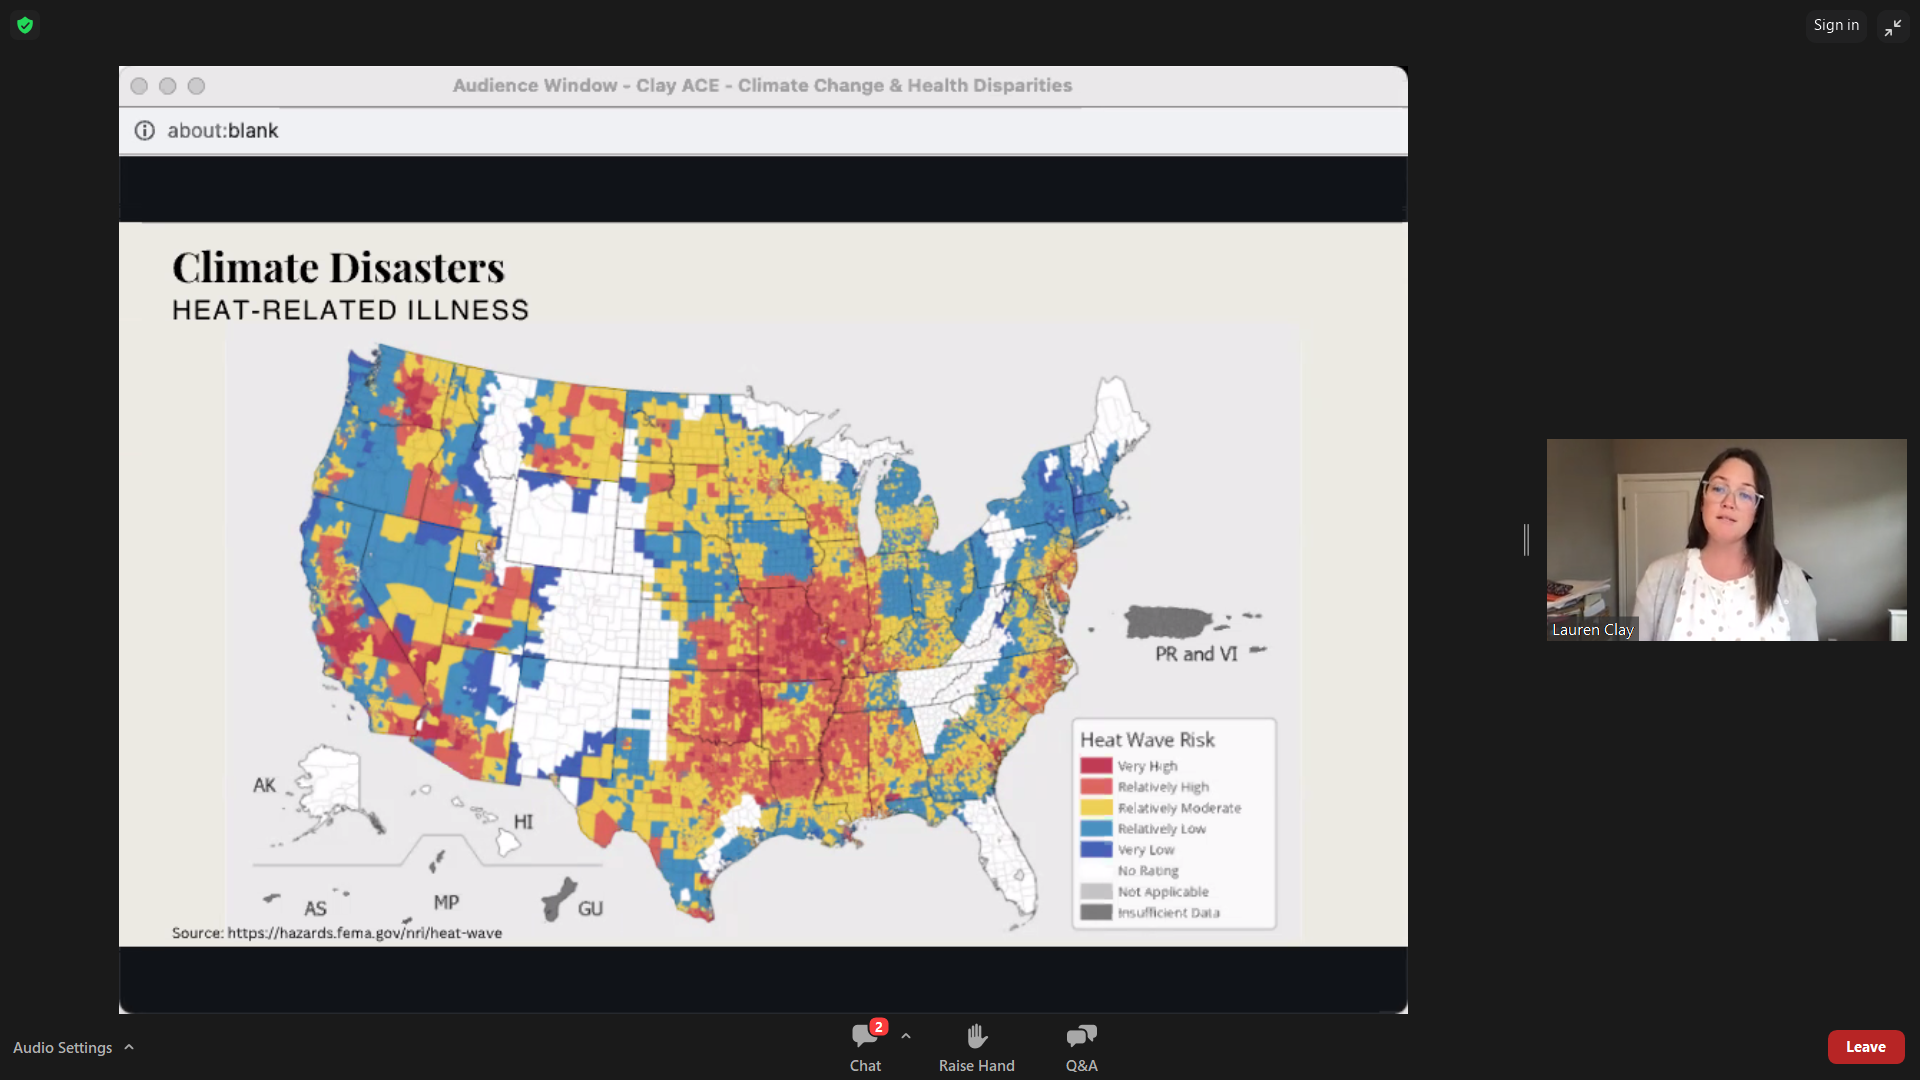 Sign in
Audience Window - Clay ACE - Climate Change & Health Disparities
about:blank
Climate Disasters
HEAT-RELATED ILLNESS
PR and VI
Heat Wave Risk
Very High
Relatively High
Relatively Moderate
Relatively Low
Very Low
No Rating
Not Applicable
Insufficient Data
AK
HI
AS
MP
GU
Source: https://hazards.fema.gov/nri/heat-wave
Lauren Clay
Audio Settings
2
Chat
Raise Hand
Q&A
Leave